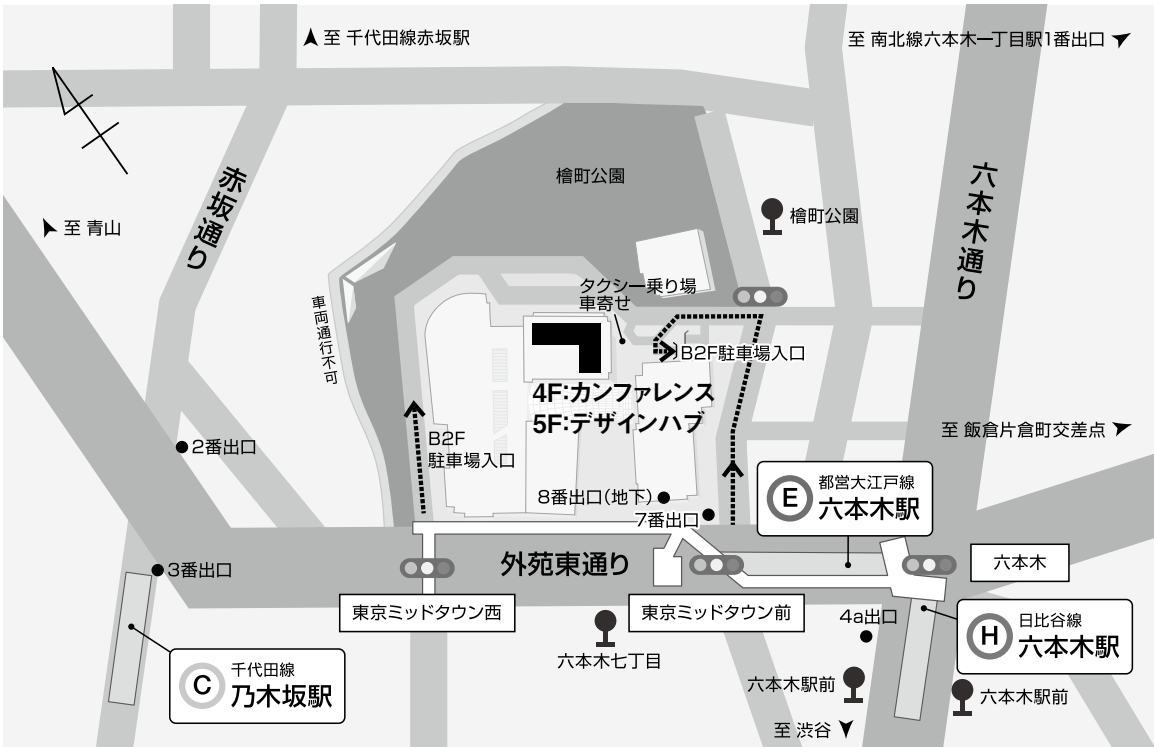 至 千代田線赤坂駅
至 南北線六本木一丁目駅1番出口
赤坂通り
六本木通り
檜町公園
檜町公園
至 青山
タクシー乗り場
車寄せ
車両通行不可
B2F駐車場入口
4F:カンファレンス
5F:デザインハブ
B2F
駐車場入口
至 飯倉片倉町交差点
2番出口
8番出口(地下)
7番出口
E
都営大江戸線
六本木駅
外苑東通り
3番出口
六本木
東京ミッドタウン西
東京ミッドタウン前
4a出口
H
日比谷線
六本木駅
六本木七丁目
C
千代田線
乃木坂駅
六本木駅前
六本木駅前
至 渋谷